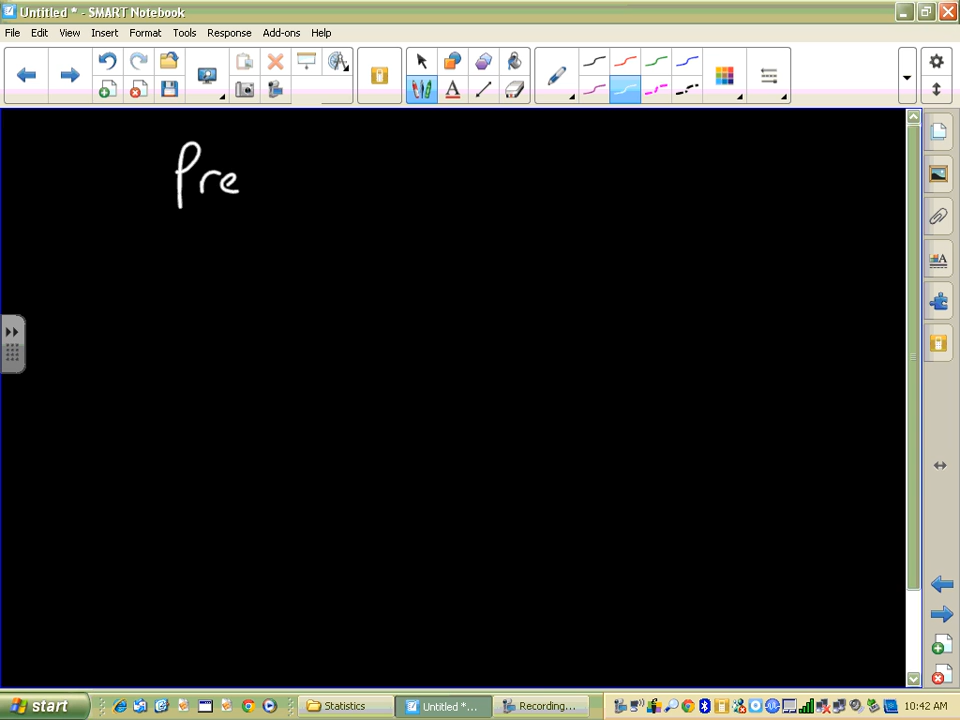 Untitled * - SMART Notebook
File Edit View Insert Format Tools Response Add-ons Help
Pre
start Statistics Untitled *... Recording... 10:42 AM